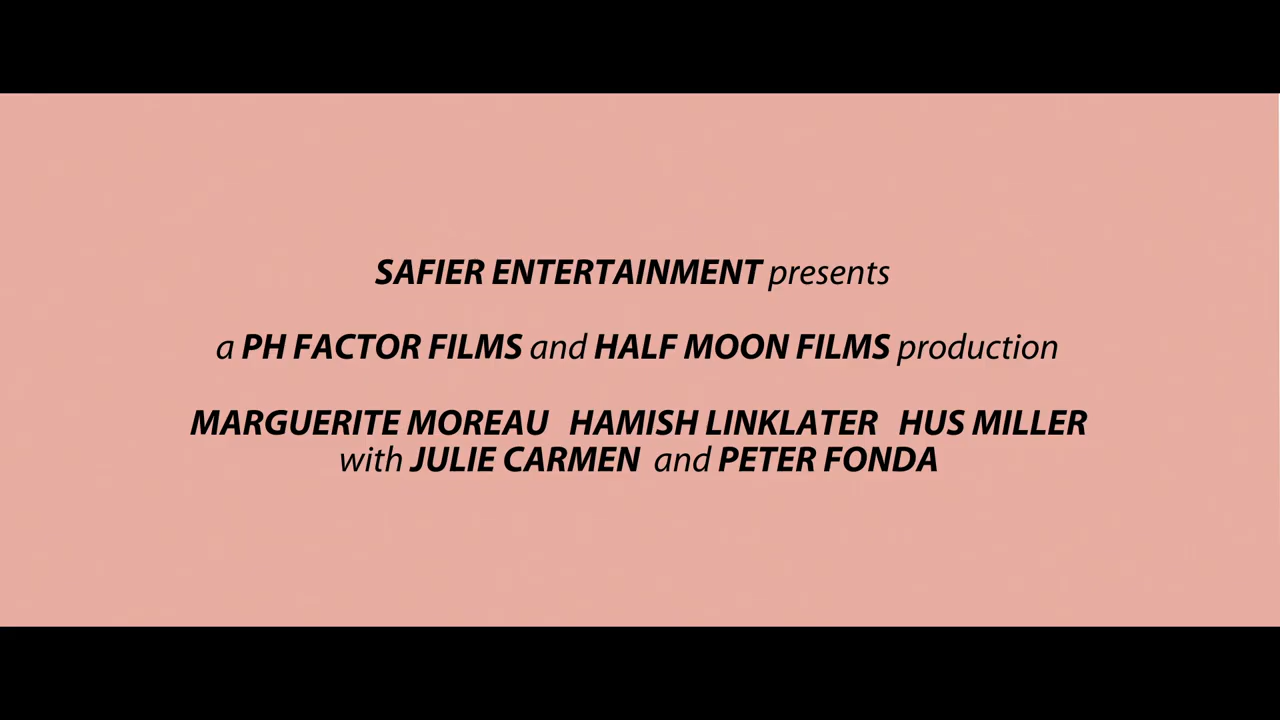 SAFIER ENTERTAINMENT presents
a PH FACTOR FILMS and HALF MOON FILMS production
MARGUERITE MOREAU HAMISH LINKLATER HUS MILLER
with JULIE CARMEN and PETER FONDA